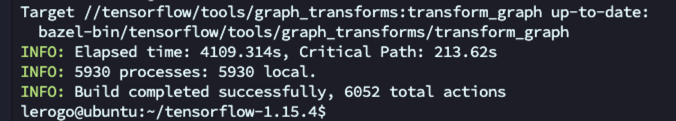 Target //tensorflow/tools/graph_transforms:transform_graph up-to-date:
  bazel-bin/tensorflow/tools/graph_transforms/transform_graph
INFO: Elapsed time: 4109.314s, Critical Path: 213.62s
INFO: 5930 processes: 5930 local.
INFO: Build completed successfully, 6052 total actions
lerogo@ubuntu:~/tensorflow-1.15.4$